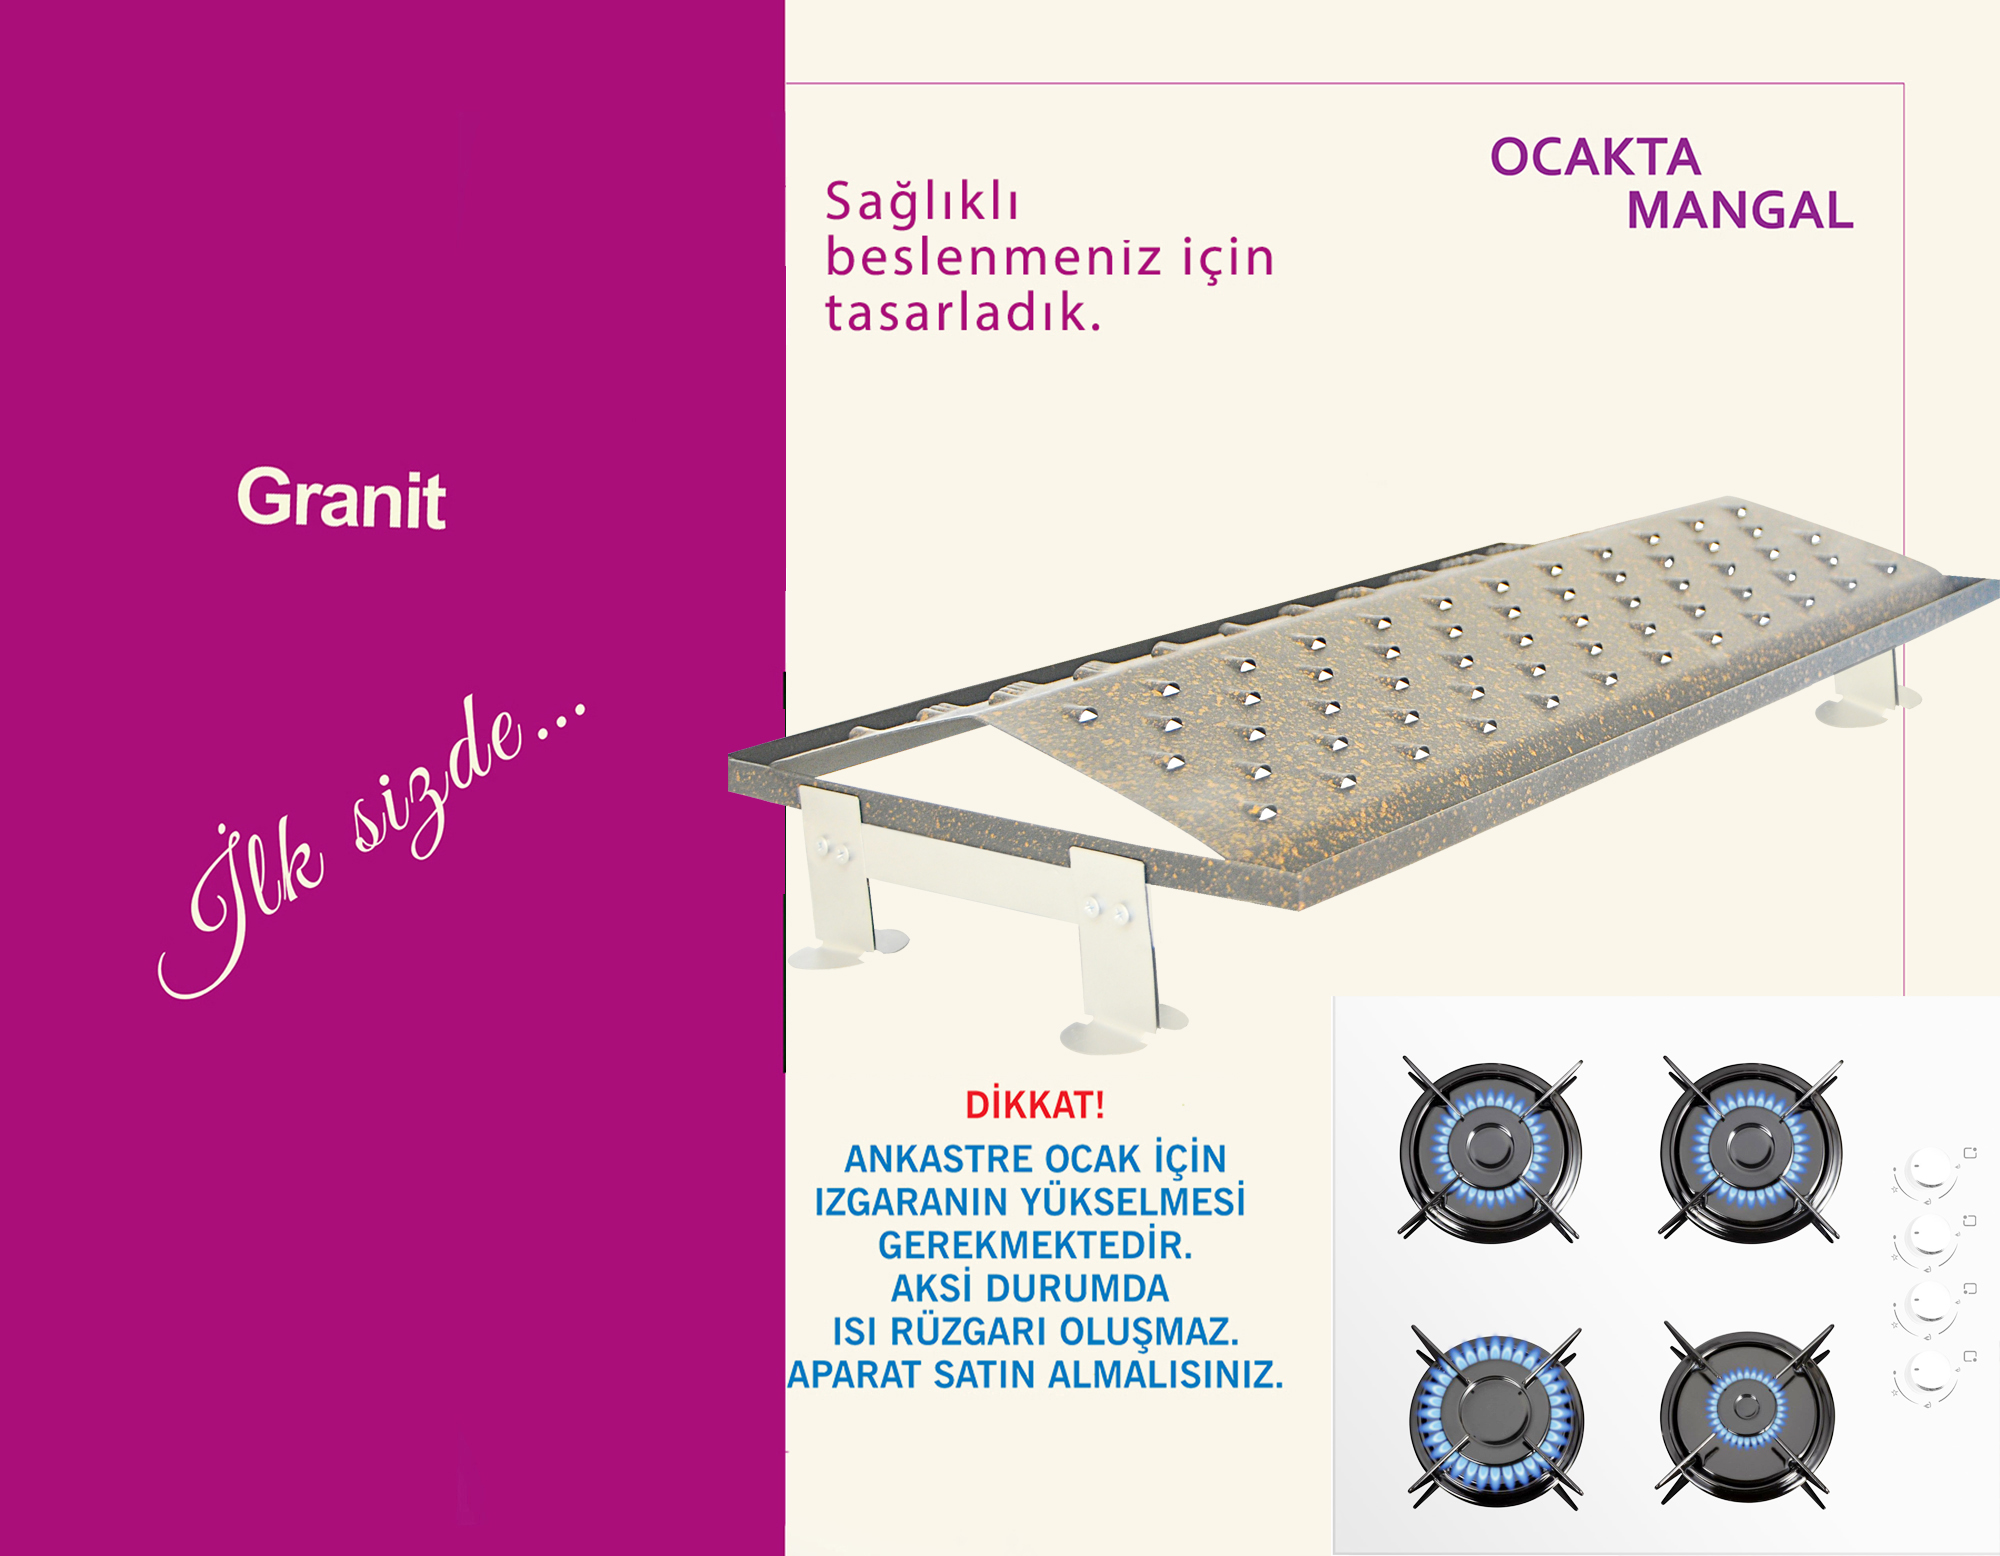 Granit
İlk sizde...
Sağlıklı
beslenmeniz için
tasarladık.
OCAKTA
MANGAL
DİKKAT!
ANKASTRE OCAK İÇİN
IZGARANIN YÜKSELMESİ
GEREKMEKTEDİR.
AKSİ DURUMDA
ISI RÜZGARI OLUŞMAZ.
APARAT SATIN ALMALISINIZ.